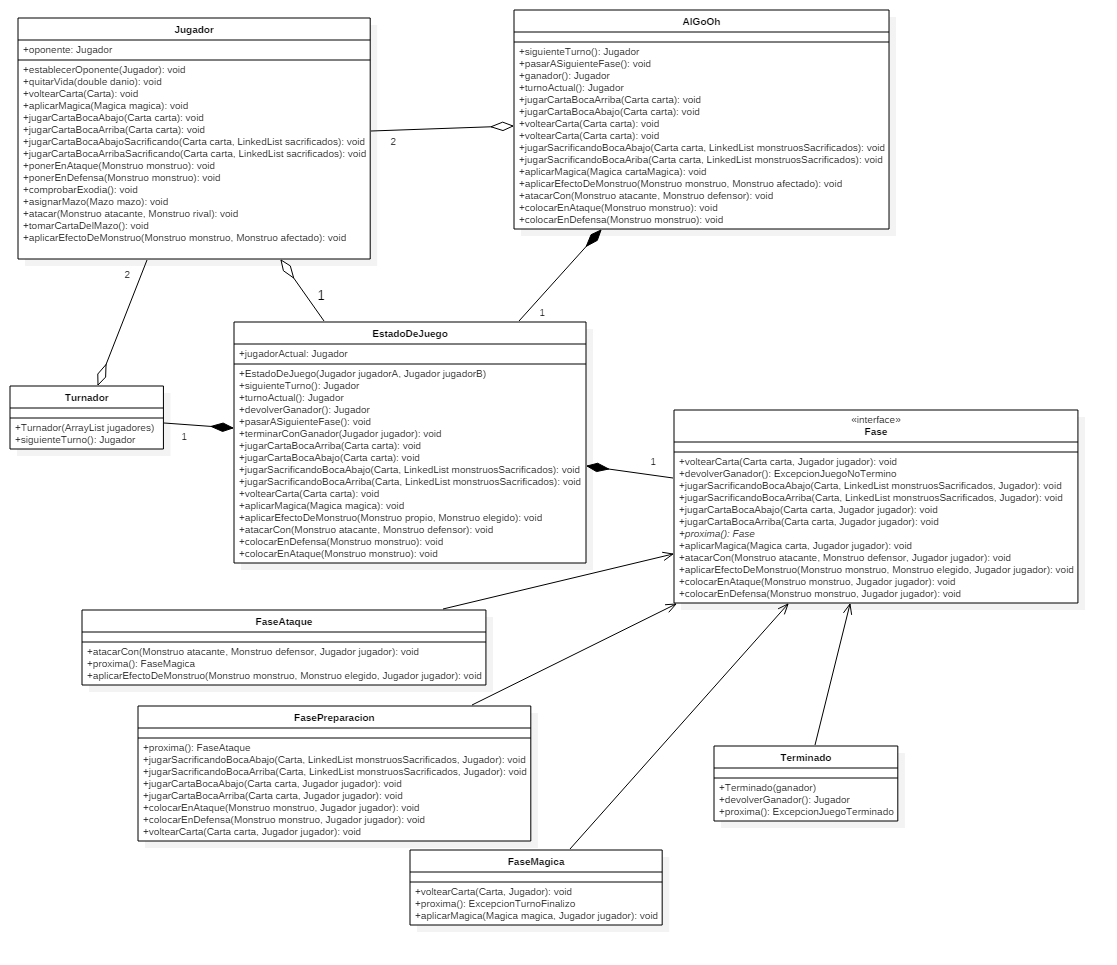 Jugador
+oponente: Jugador
+establecerOponente(Jugador): void
+quitarVida(double danio): void
+voltearCarta(Carta): void
+aplicarMagica(Magica magica): void
+jugarCartaBocaAbajo(Carta carta): void
+jugarCartaBocaArriba(Carta carta): void
+jugarCartaBocaAbajoSacrificando(Carta carta, LinkedList sacrificados): void
+jugarCartaBocaArribaSacrificando(Carta carta, LinkedList sacrificados): void
+ponerEnAtaque(Monstruo monstruo): void
+ponerEnDefensa(Monstruo monstruo): void
+comprobarExodia(): void
+asignarMazo(Mazo mazo): void
+atacar(Monstruo atacante, Monstruo rival): void
+tomarCartaDelMazo(): void
+aplicarEfectoDeMonstruo(Monstruo monstruo, Monstruo afectado): void
AlGoOh
+siguienteTurno(): Jugador
+pasarASiguienteFase(): void
+ganador(): Jugador
+turnoActual(): Jugador
+jugarCartaBocaArriba(Carta carta): void
+jugarCartaBocaAbajo(Carta carta): void
+voltearCarta(Carta carta): void
+voltearCarta(Carta carta): void
+jugarSacrificandoBocaAbajo(Carta carta, LinkedList monstruosSacrificados): void
+jugarSacrificandoBocaAriba(Carta carta, LinkedList monstruosSacrificados): void
+aplicarMagica(Magica cartaMagica): void
+aplicarEfectoDeMonstruo(Monstruo monstruo, Monstruo afectado): void
+atacarCon(Monstruo atacante, Monstruo defensor): void
+colocarEnAtaque(Monstruo monstruo): void
+colocarEnDefensa(Monstruo monstruo): void
2
2
1
1
EstadoDeJuego
+jugadorActual: Jugador
+EstadoDeJuego(Jugador jugadorA, Jugador jugadorB)
+siguienteTurno(): Jugador
+turnoActual(): Jugador
+devolverGanador(): Jugador
+pasarASiguienteFase(): void
+terminarConGanador(Jugador jugador): void
+jugarCartaBocaArriba(Carta carta): void
+jugarCartaBocaAbajo(Carta carta): void
+jugarSacrificandoBocaAbajo(Carta, LinkedList monstruosSacrificados): void
+jugarSacrificandoBocaArriba(Carta, LinkedList monstruosSacrificados): void
+voltearCarta(Carta carta): void
+aplicarMagica(Magica magica): void
+aplicarEfectoDeMonstruo(Monstruo propio, Monstruo elegido): void
+atacarCon(Monstruo atacante, Monstruo defensor): void
+colocarEnDefensa(Monstruo monstruo): void
+colocarEnAtaque(Monstruo monstruo): void
Turnador
+Turnador(ArrayList jugadores)
+siguienteTurno(): Jugador
1
1
«interface»
Fase
+voltearCarta(Carta carta, Jugador jugador): void
+devolverGanador(): ExcepcionJuegoNoTermino
+jugarSacrificandoBocaAbajo(Carta, LinkedList monstruosSacrificados, Jugador): void
+jugarSacrificandoBocaArriba(Carta, LinkedList monstruosSacrificados, Jugador): void
+jugarCartaBocaAbajo(Carta carta, Jugador jugador): void
+jugarCartaBocaArriba(Carta carta, Jugador jugador): void
+proxima(): Fase
+aplicarMagica(Magica carta, Jugador jugador): void
+atacarCon(Monstruo atacante, Monstruo defensor, Jugador jugador): void
+aplicarEfectoDeMonstruo(Monstruo monstruo, Monstruo elegido, Jugador jugador): void
+colocarEnAtaque(Monstruo monstruo, Jugador jugador): void
+colocarEnDefensa(Monstruo monstruo, Jugador jugador): void
FaseAtaque
+atacarCon(Monstruo atacante, Monstruo defensor, Jugador jugador): void
+proxima(): FaseMagica
+aplicarEfectoDeMonstruo(Monstruo monstruo, Monstruo elegido, Jugador jugador): void
FasePreparacion
+proxima(): FaseAtaque
+jugarSacrificandoBocaAbajo(Carta, LinkedList monstruosSacrificados, Jugador): void
+jugarSacrificandoBocaArriba(Carta, LinkedList monstruosSacrificados, Jugador): void
+jugarCartaBocaAbajo(Carta carta, Jugador jugador): void
+jugarCartaBocaArriba(Carta carta, Jugador jugador): void
+colocarEnAtaque(Monstruo monstruo, Jugador jugador): void
+colocarEnDefensa(Monstruo monstruo, Jugador jugador): void
+voltearCarta(Carta carta, Jugador jugador): void
Terminado
+Terminado(ganador)
+devolverGanador(): Jugador
+proxima(): ExcepcionJuegoTerminado
FaseMagica
+voltearCarta(Carta, Jugador): void
+proxima(): ExcepcionTurnoFinalizo
+aplicarMagica(Magica magica, Jugador jugador): void